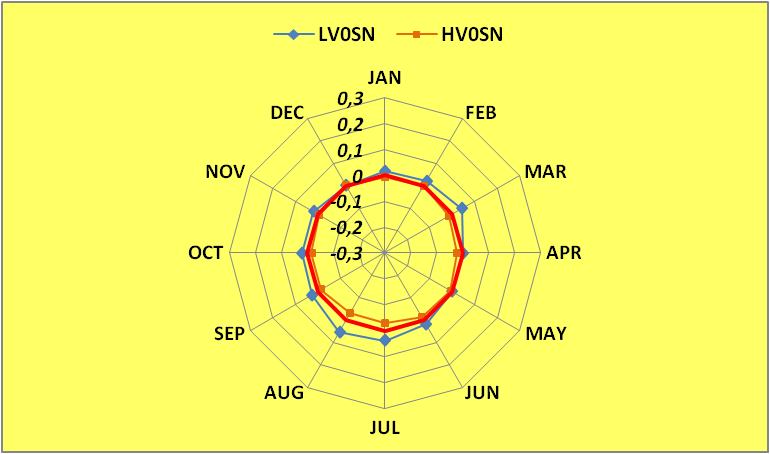 LV0SN HV0SN
JAN
FEB
MAR
APR
MAY
JUN
JUL
AUG
SEP
OCT
NOV
DEC
0,3
0,2
0,1
0
-0,1
-0,2
-0,3